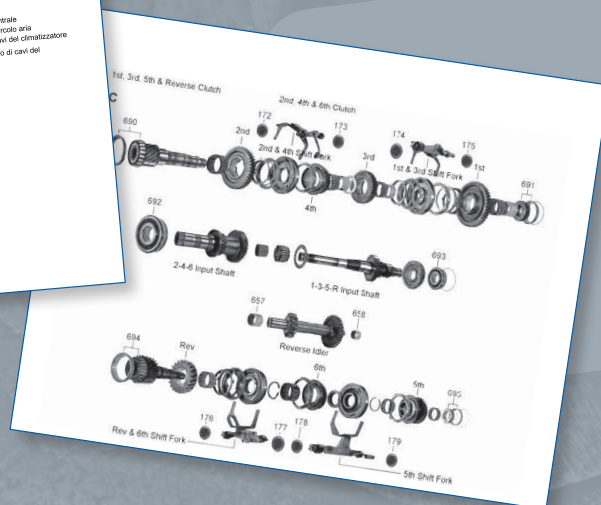 ntrale
rcolo aria
avi del climatizzatore
o di cavi del
1st, 3rd, 5th & Reverse Clutch
2nd, 4th & 6th Clutch
C
690
172
173
174
175
2nd
2nd & 4th Shift Fork
3rd
1st & 3rd Shift Fork
1st
691
4th
692
2-4-6 Input Shaft
1-3-5-R Input Shaft
693
657
658
Reverse Idler
694
Rev
6th
5th
695
176
177
178
179
Rev & 6th Shift Fork
5th Shift Fork